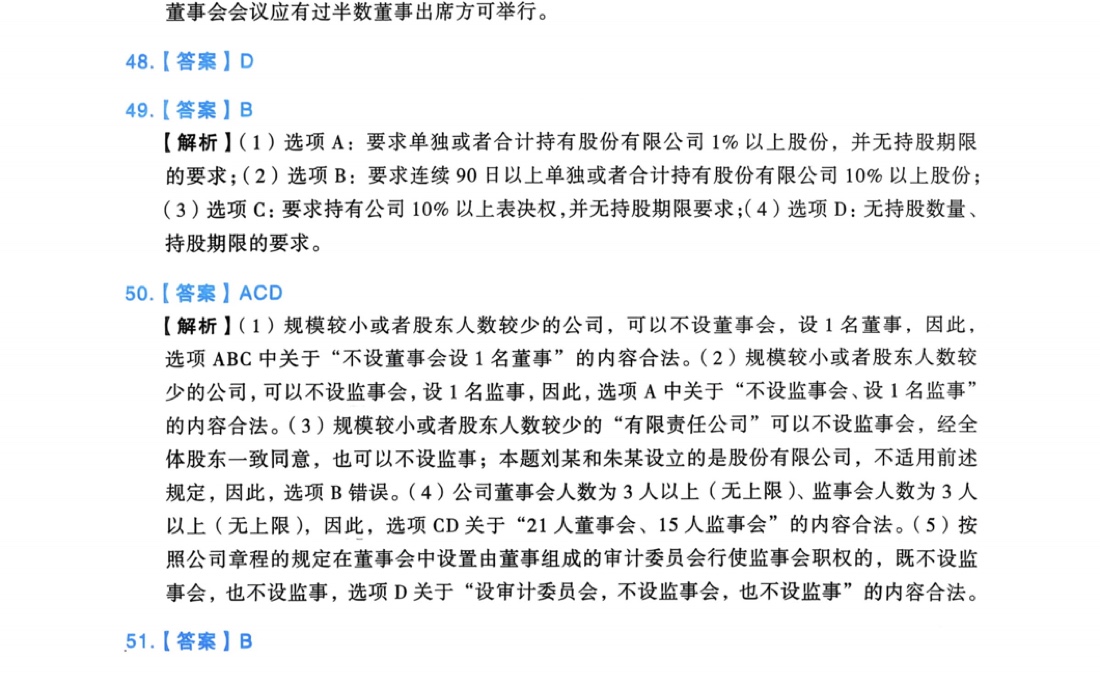 董事会会议应有过半数董事出席方可举行。
48.【答案】D
49.【答案】B
【解析】(1)选项 A：要求单独或者合计持有股份有限公司 1% 以上股份，并无持股期限
的要求；(2)选项 B：要求连续 90 日以上单独或者合计持有股份有限公司 10% 以上股份；
(3)选项 C：要求持有公司 10% 以上表决权，并无持股期限要求；(4)选项 D：无持股数量、
持股期限的要求。
50.【答案】ACD
【解析】(1)规模较小或者股东人数较少的公司，可以不设董事会，设 1 名董事，因此，
选项 ABC 中关于“不设董事会设 1 名董事”的内容合法。(2)规模较小或者股东人数较
少的公司，可以不设监事会，设 1 名监事，因此，选项 A 中关于“不设监事会、设 1 名监事”
的内容合法。(3)规模较小或者股东人数较少的“有限责任公司”可以不设监事会，经全
体股东一致同意，也可以不设监事；本题刘某和朱某设立的是股份有限公司，不适用前述
规定，因此，选项 B 错误。(4)公司董事会人数为 3 人以上(无上限)、监事会人数为 3 人
以上(无上限)，因此，选项 CD 关于“21 人董事会、15 人监事会”的内容合法。(5)按
照公司章程的规定在董事会中设置由董事组成的审计委员会行使监事会职权的，既不设监
事会，也不设监事，选项 D 关于“设审计委员会，不设监事会，也不设监事”的内容合法。
51.【答案】B